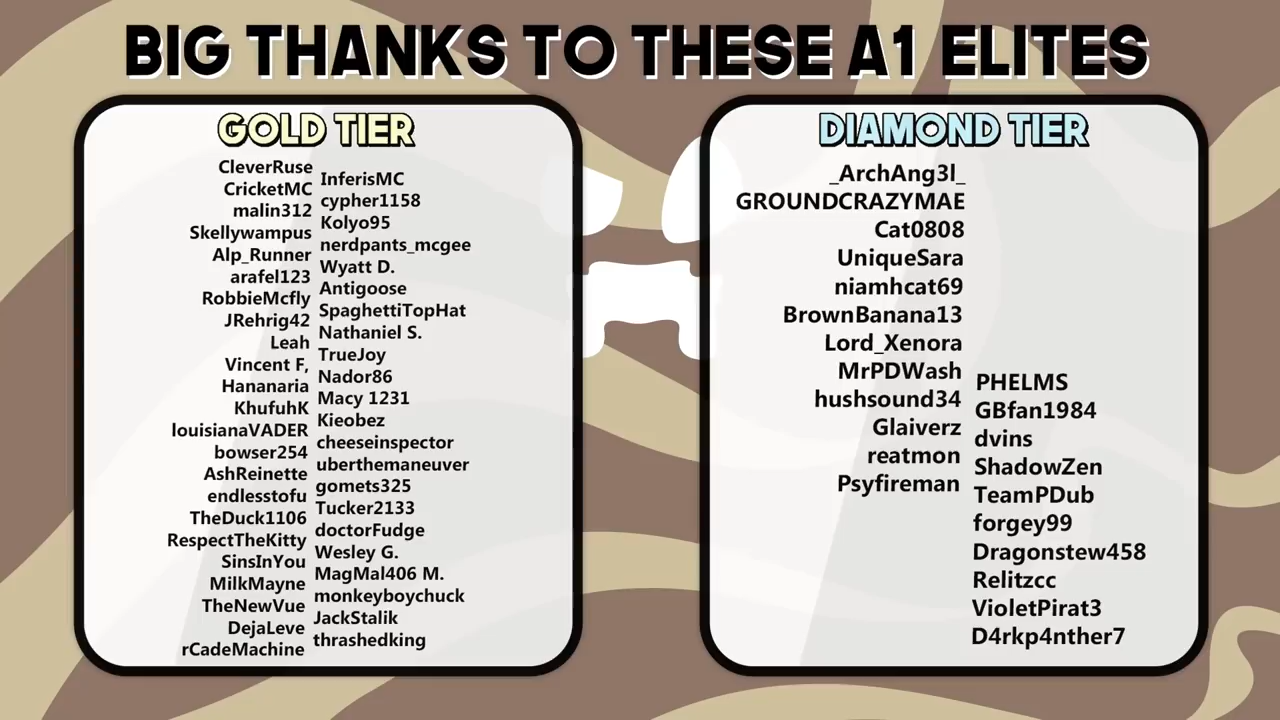 BIG THANKS TO THESE A1 ELITES
GOLD TIER
CleverRuse
CricketMC
malin312
Skellywampus
Alp_Runner
arafel123
RobbieMcfly
JRehrig42
Leah
Vincent F,
Hananaria
KhufuhK
louisianaVADER
bowser254
AshReinette
endlesstofu
TheDuck1106
RespectTheKitty
SinsInYou
MilkMayne
TheNewVue
DejaLeve
rCadeMachine
InferisMC
cypher1158
Kolyo95
nerdpants_mcgee
Wyatt D.
Antigoose
SpaghettiTopHat
Nathaniel S.
TrueJoy
Nador86
Macy 1231
Kieobez
cheeseinspector
uberthemaneuver
gomets325
Tucker2133
doctorFudge
Wesley G.
MagMal406 M.
monkeyboychuck
JackStalik
thrashedking
DIAMOND TIER
_ArchAng3l_
GROUNDCRAZYMAE
Cat0808
UniqueSara
niamhcat69
BrownBanana13
Lord_Xenora
MrPDWash
hushsound34
Glaiverz
reatmon
Psyfireman
PHELMS
GBfan1984
dvins
ShadowZen
TeamPDub
forgey99
Dragonstew458
Relitzcc
VioletPirat3
D4rkp4nther7